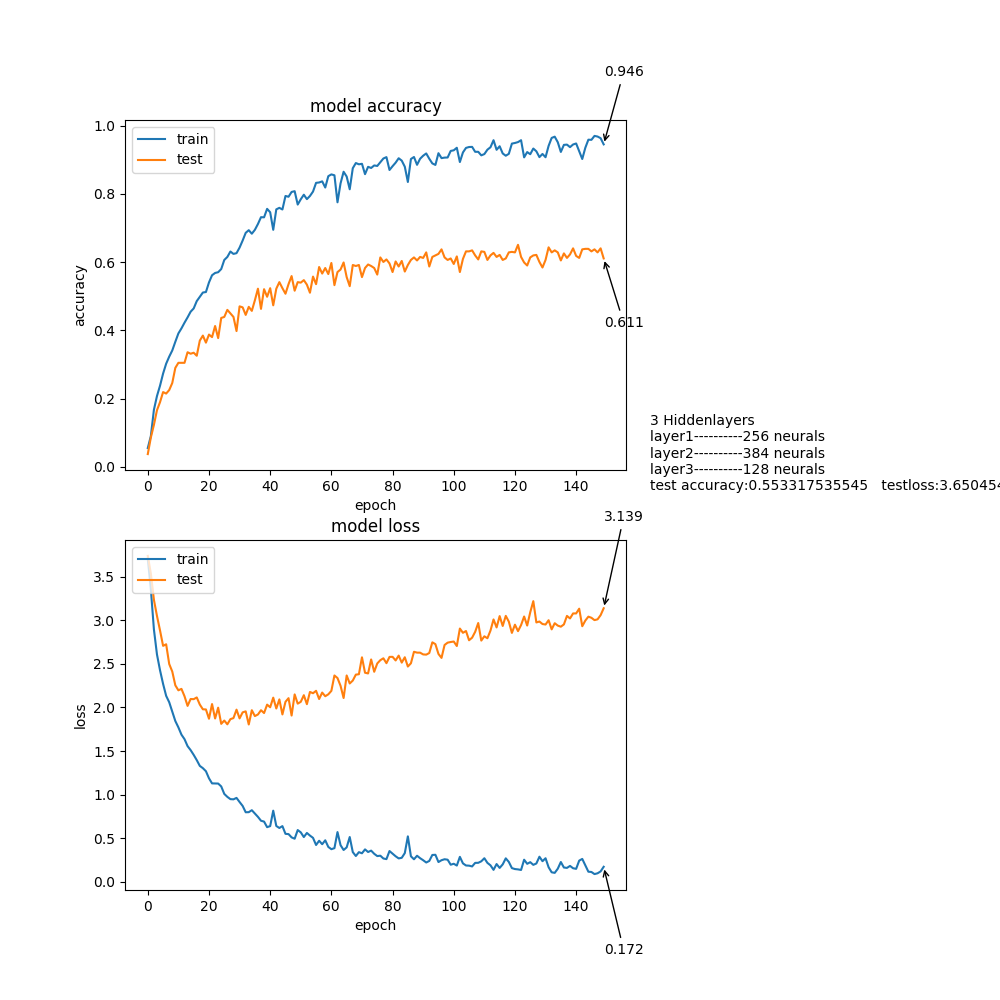 0.946
model accuracy
1.0
0.8
0.6
0.4
0.2
0.0
accuracy
train
test
0.611
0 20 40 60 80 100 120 140
epoch
3 Hiddenlayers
layer1----------256 neurals
layer2----------384 neurals
layer3----------128 neurals
test accuracy:0.553317535545 testloss:3.650454
3.139
model loss
3.5
3.0
2.5
2.0
1.5
1.0
0.5
0.0
loss
train
test
0 20 40 60 80 100 120 140
epoch
0.172